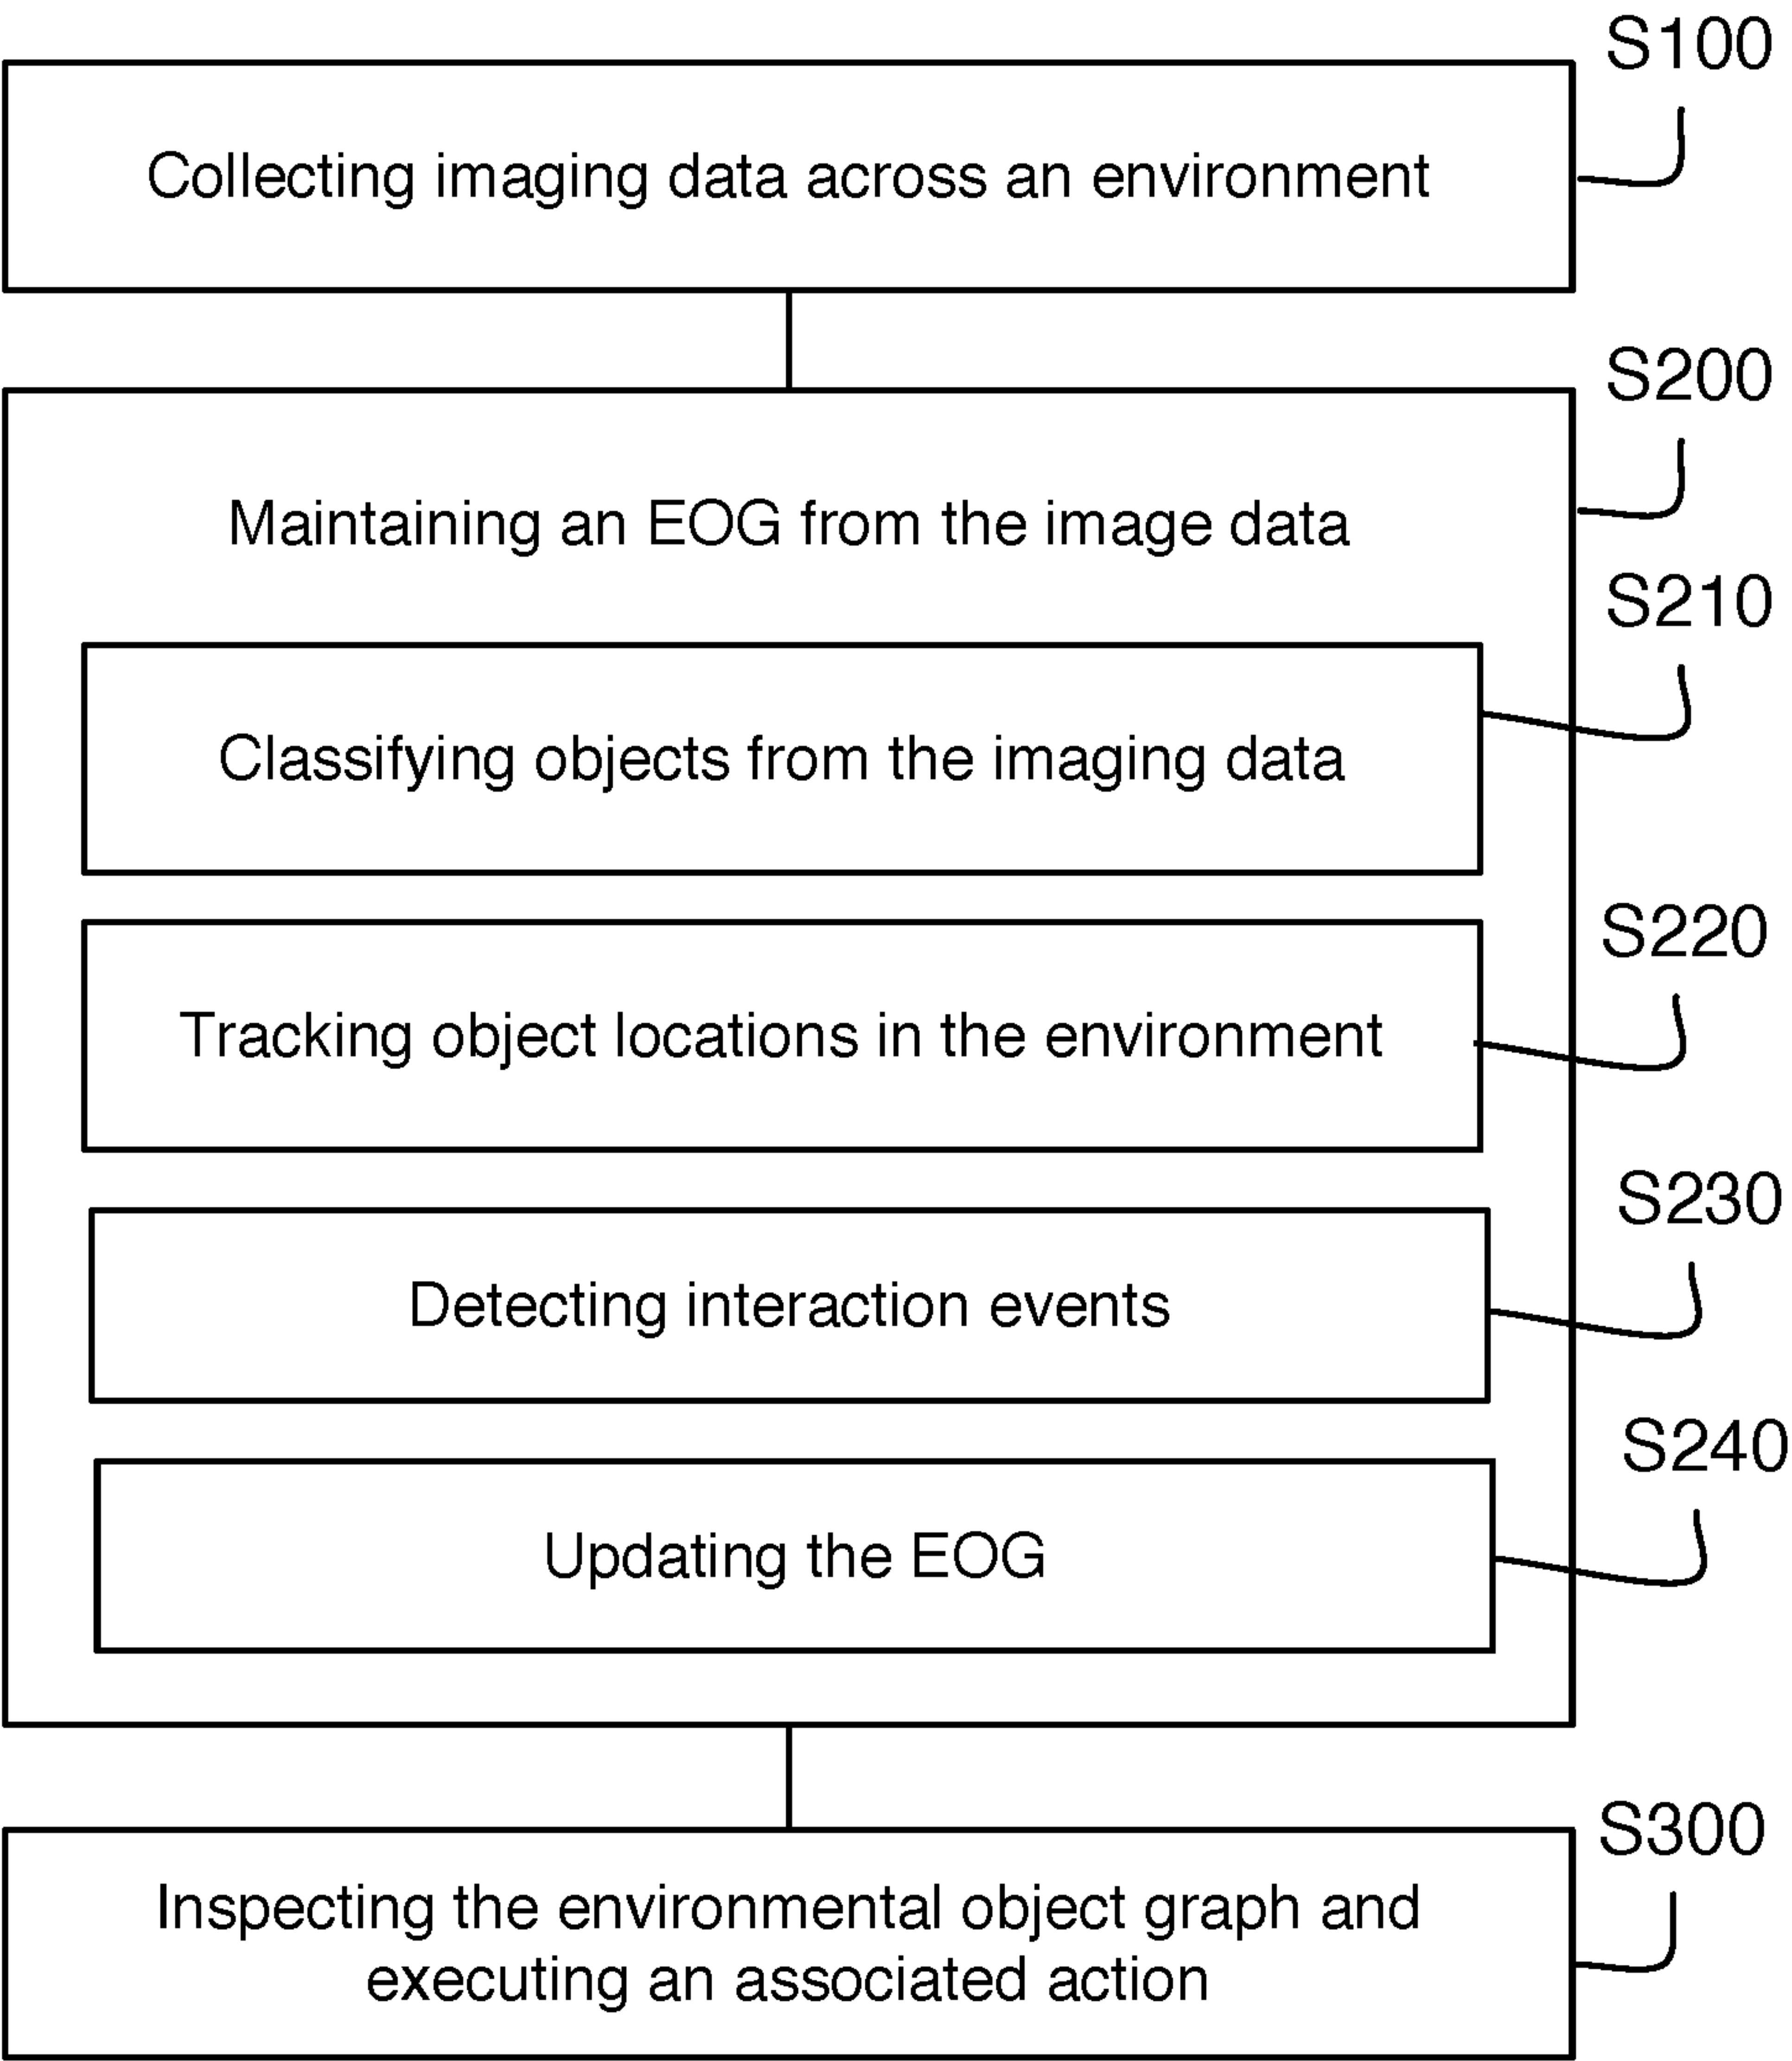 S100
Collecting imaging data across an environment
S200
Maintaining an EOG from the image data
S210
Classifying objects from the imaging data
S220
Tracking object locations in the environment
S230
Detecting interaction events
S240
Updating the EOG
S300
Inspecting the environmental object graph and
executing an associated action